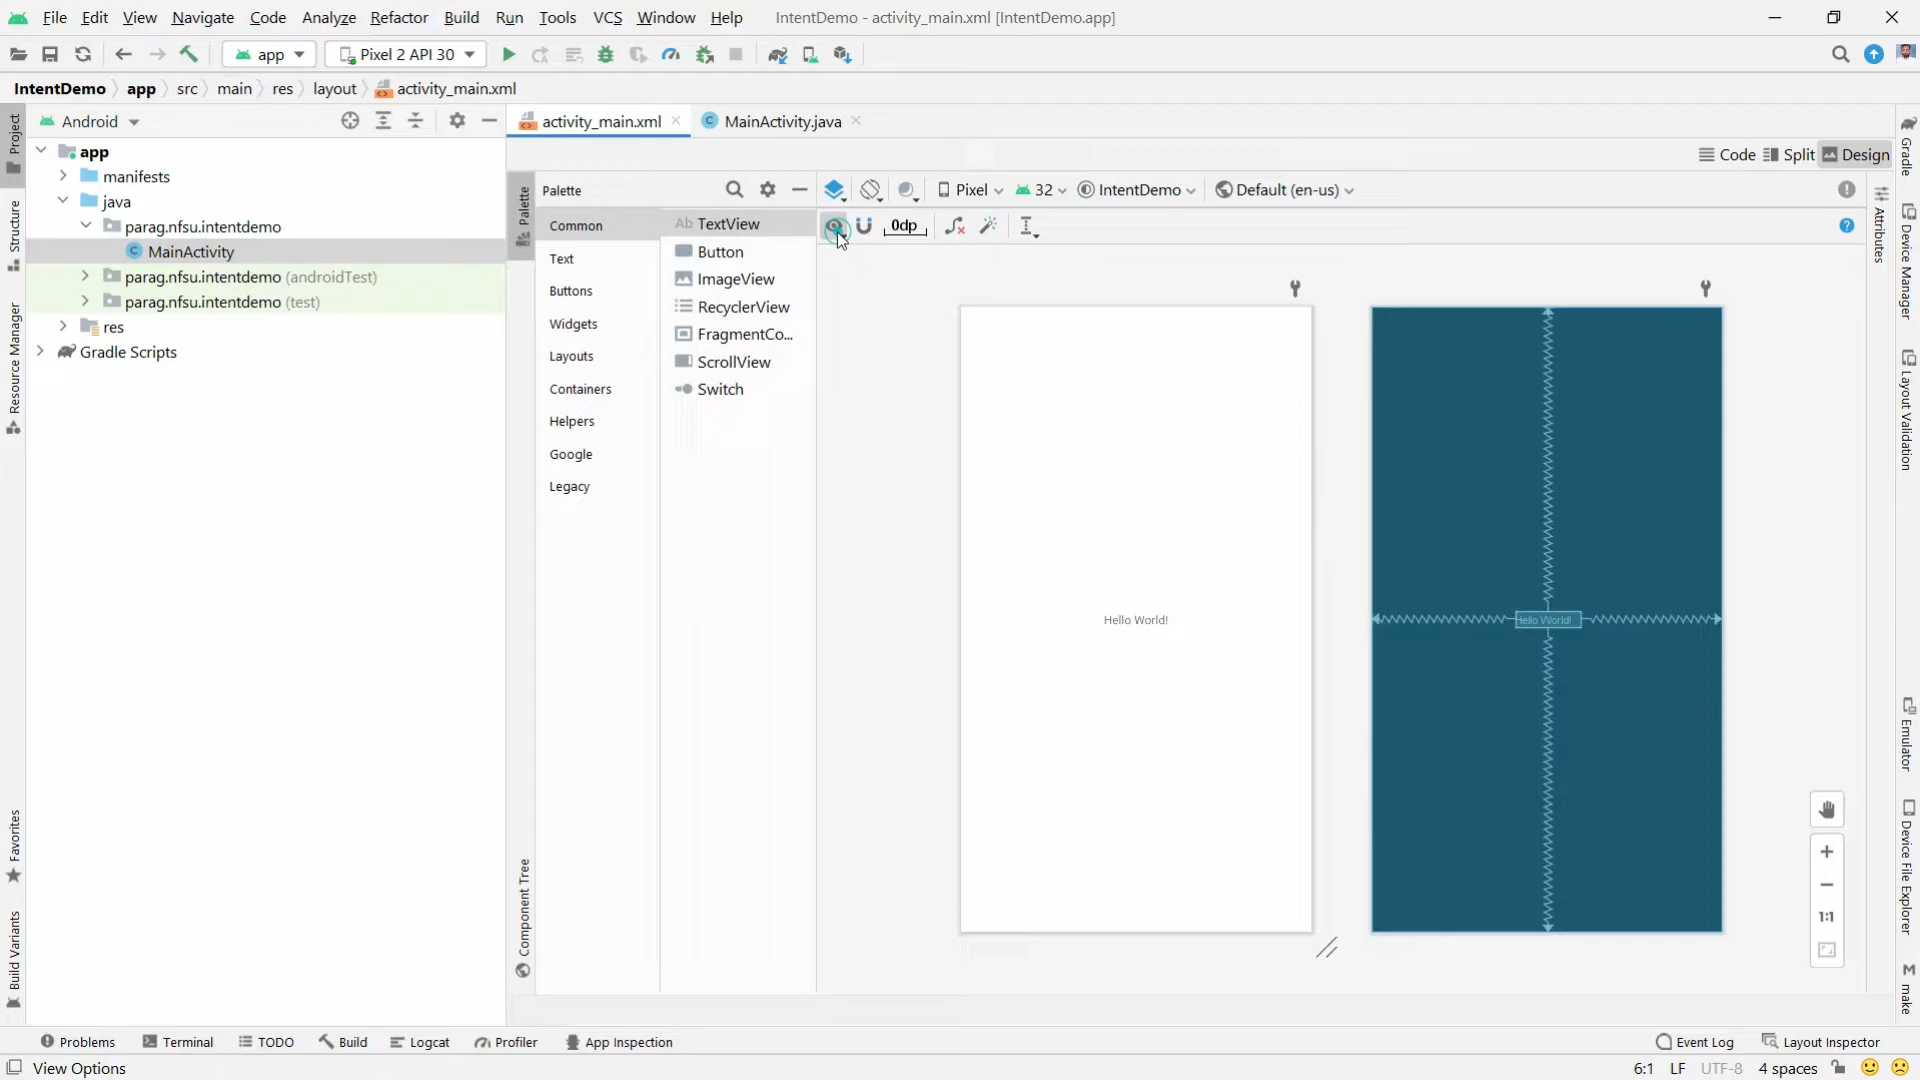 File Edit View Navigate Code Analyze Refactor Build Run Tools VCS Window Help IntentDemo - activity_main.xml [IntentDemo.app]
app Pixel 2 API 30
IntentDemo app src main res layout activity_main.xml
Android
activity_main.xml MainActivity.java
Code Split Design
app
manifests
java
parag.nfsu.intentdemo
MainActivity
parag.nfsu.intentdemo (androidTest)
parag.nfsu.intentdemo (test)
res
Gradle Scripts
Project
Structure
Resource Manager
Favorites
Build Variants
Palette
Component Tree
Palette
Common
Text
Buttons
Widgets
Layouts
Containers
Helpers
Google
Legacy
Ab TextView
Button
ImageView
RecyclerView
FragmentCo...
ScrollView
Switch
Pixel 32 IntentDemo Default (en-us)
0dp
Hello World!
Hello World!
1:1
Attributes
Gradle
Device Manager
Layout Validation
Emulator
Device File Explorer
M make
Problems Terminal TODO Build Logcat Profiler App Inspection Event Log Layout Inspector
View Options 6:1 LF UTF-8 4 spaces